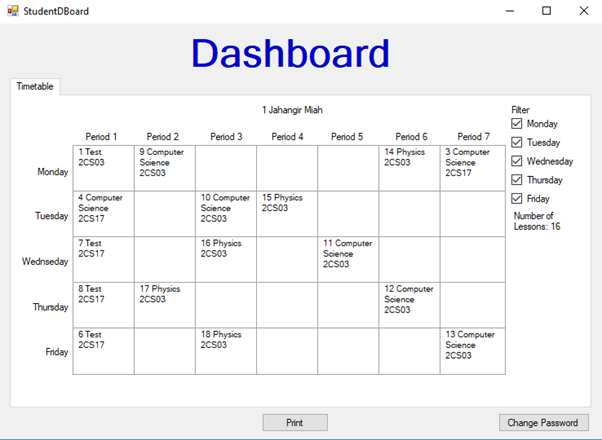 StudentDBoard
Dashboard
Timetable
1 Jahangir Miah
Filter
Monday
Tuesday
Wednesday
Thursday
Friday
Number of
Lessons: 16
Period 1 Period 2 Period 3 Period 4 Period 5 Period 6 Period 7
Monday
1 Test
2CS03
9 Computer
Science
2CS03
14 Physics
2CS03
3 Computer
Science
2CS17
Tuesday
4 Computer
Science
2CS17
10 Computer
Science
2CS03
15 Physics
2CS03
Wednseday
7 Test
2CS17
16 Physics
2CS03
11 Computer
Science
2CS03
Thursday
8 Test
2CS17
17 Physics
2CS03
12 Computer
Science
2CS03
Friday
6 Test
2CS17
18 Physics
2CS03
13 Computer
Science
2CS03
Print
Change Password